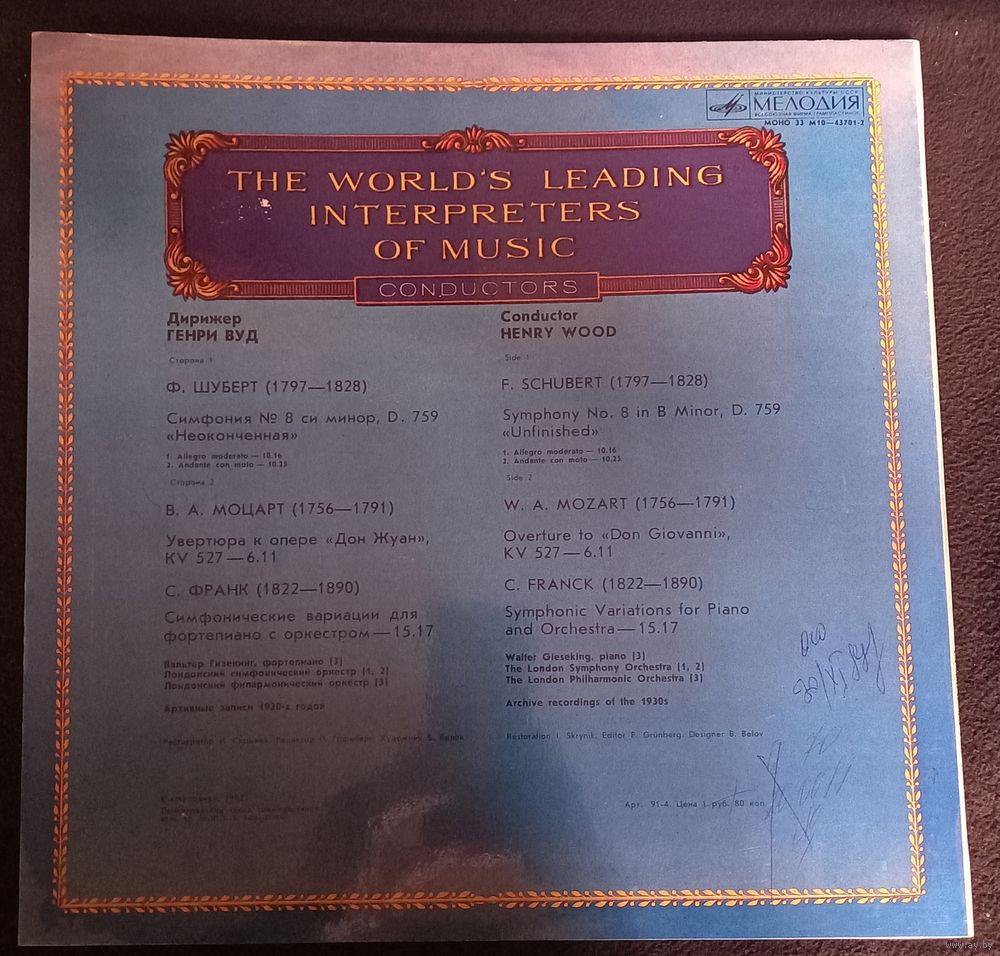 МИНИСТЕРСТВО КУЛЬТУРЫ СССР
МЕЛОДИЯ
ВСЕСОЮЗНАЯ ФИРМА ГРАМПЛАСТИНОК
МОНО 33 М10—43701-2
THE WORLD'S LEADING
INTERPRETERS
OF MUSIC
CONDUCTORS
Дирижер
ГЕНРИ ВУД
Сторона 1
Ф. ШУБЕРТ (1797—1828)
Симфония № 8 си минор, D. 759
«Неоконченная»
1. Allegro moderato — 10.16
2. Andante con moto — 10.25
Сторона 2
В. А. МОЦАРТ (1756—1791)
Увертюра к опере «Дон Жуан»,
KV 527 — 6.11
С. ФРАНК (1822—1890)
Симфонические вариации для
фортепиано с оркестром — 15.17
Вальтер Гизекинг, фортепиано (3)
Лондонский симфонический оркестр (1, 2)
Лондонский филармонический оркестр (3)
Архивные записи 1930-х годов
Conductor
HENRY WOOD
Side 1
F. SCHUBERT (1797—1828)
Symphony No. 8 in B Minor, D. 759
«Unfinished»
1. Allegro moderato — 10.16
2. Andante con moto — 10.25
Side 2
W. A. MOZART (1756—1791)
Overture to «Don Giovanni»,
KV 527 — 6.11
C. FRANCK (1822—1890)
Symphonic Variations for Piano
and Orchestra — 15.17
Walter Gieseking, piano (3)
The London Symphony Orchestra (1, 2)
The London Philharmonic Orchestra (3)
Archive recordings of the 1930s
Restoration I. Skrynik, Editor P. Grünberg. Designer B. Belov
Арт. 91-4. Цена 1 руб. 80 коп.
www.ay.by